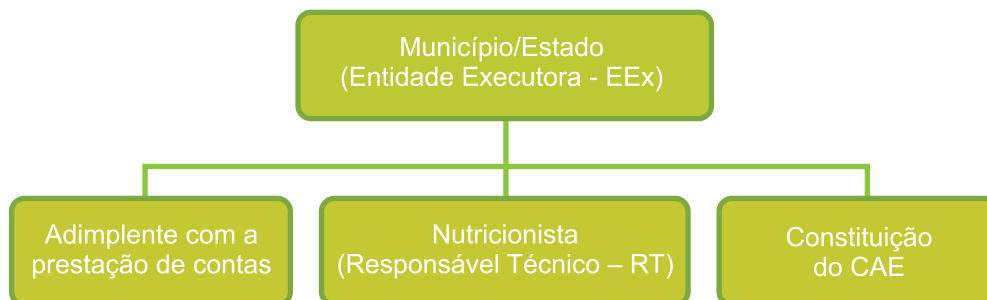 Município/Estado
(Entidade Executora - EEx)
Adimplente com a
prestação de contas
Nutricionista
(Responsável Técnico – RT)
Constituição
do CAE